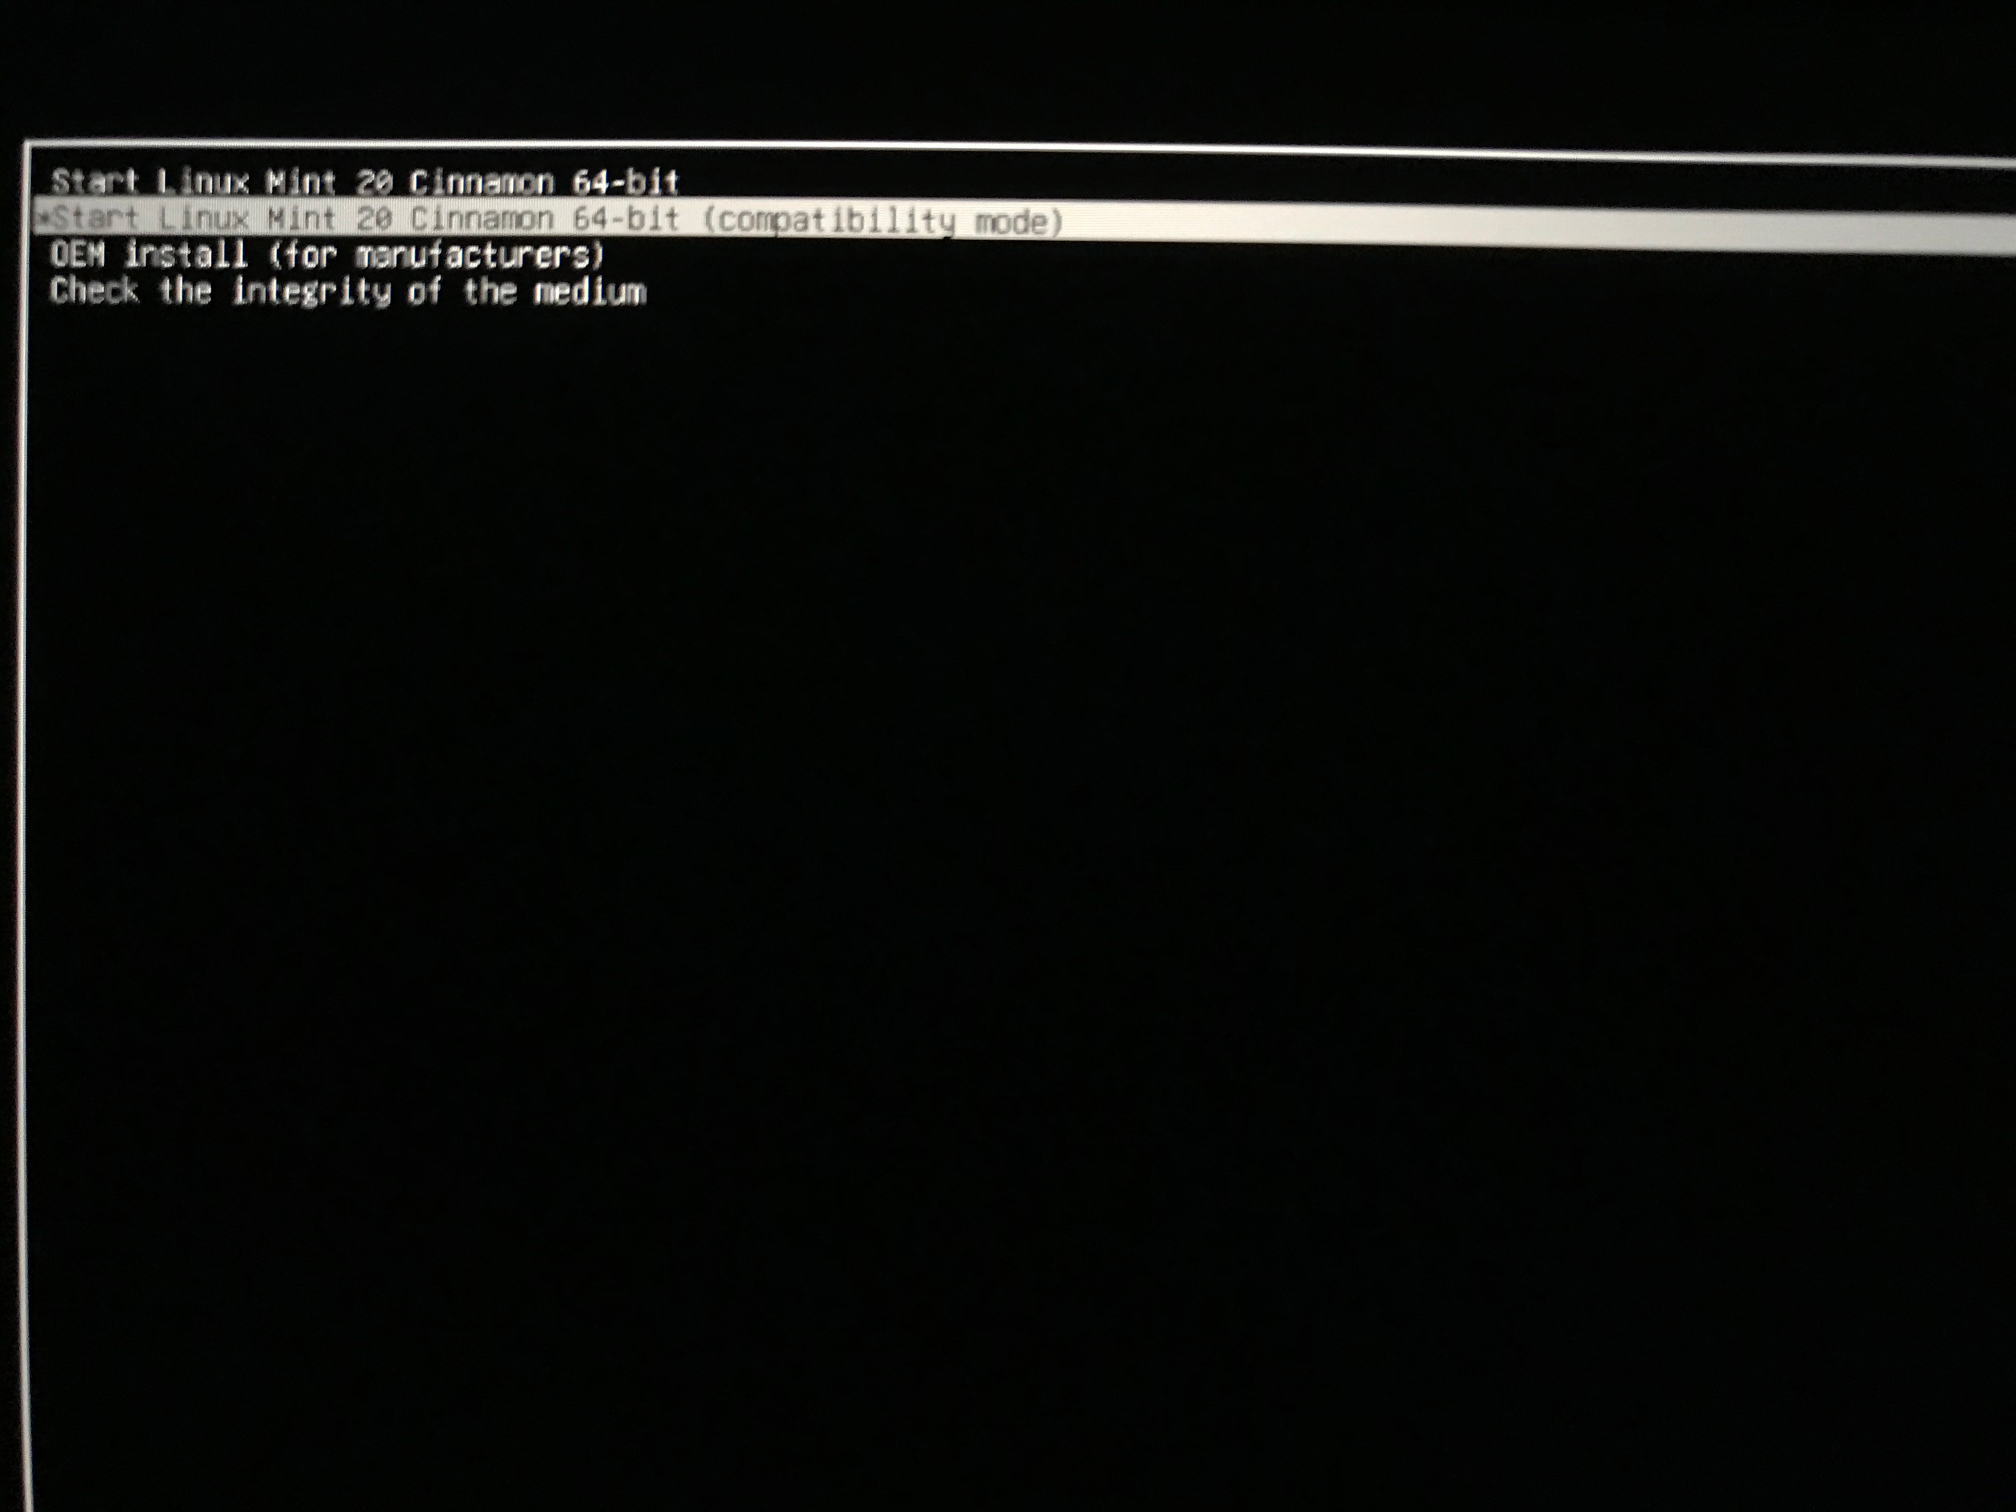 Start Linux Mint 20 Cinnamon 64-bit
*Start Linux Mint 20 Cinnamon 64-bit (compatibility mode)
OEM install (for manufacturers)
Check the integrity of the medium